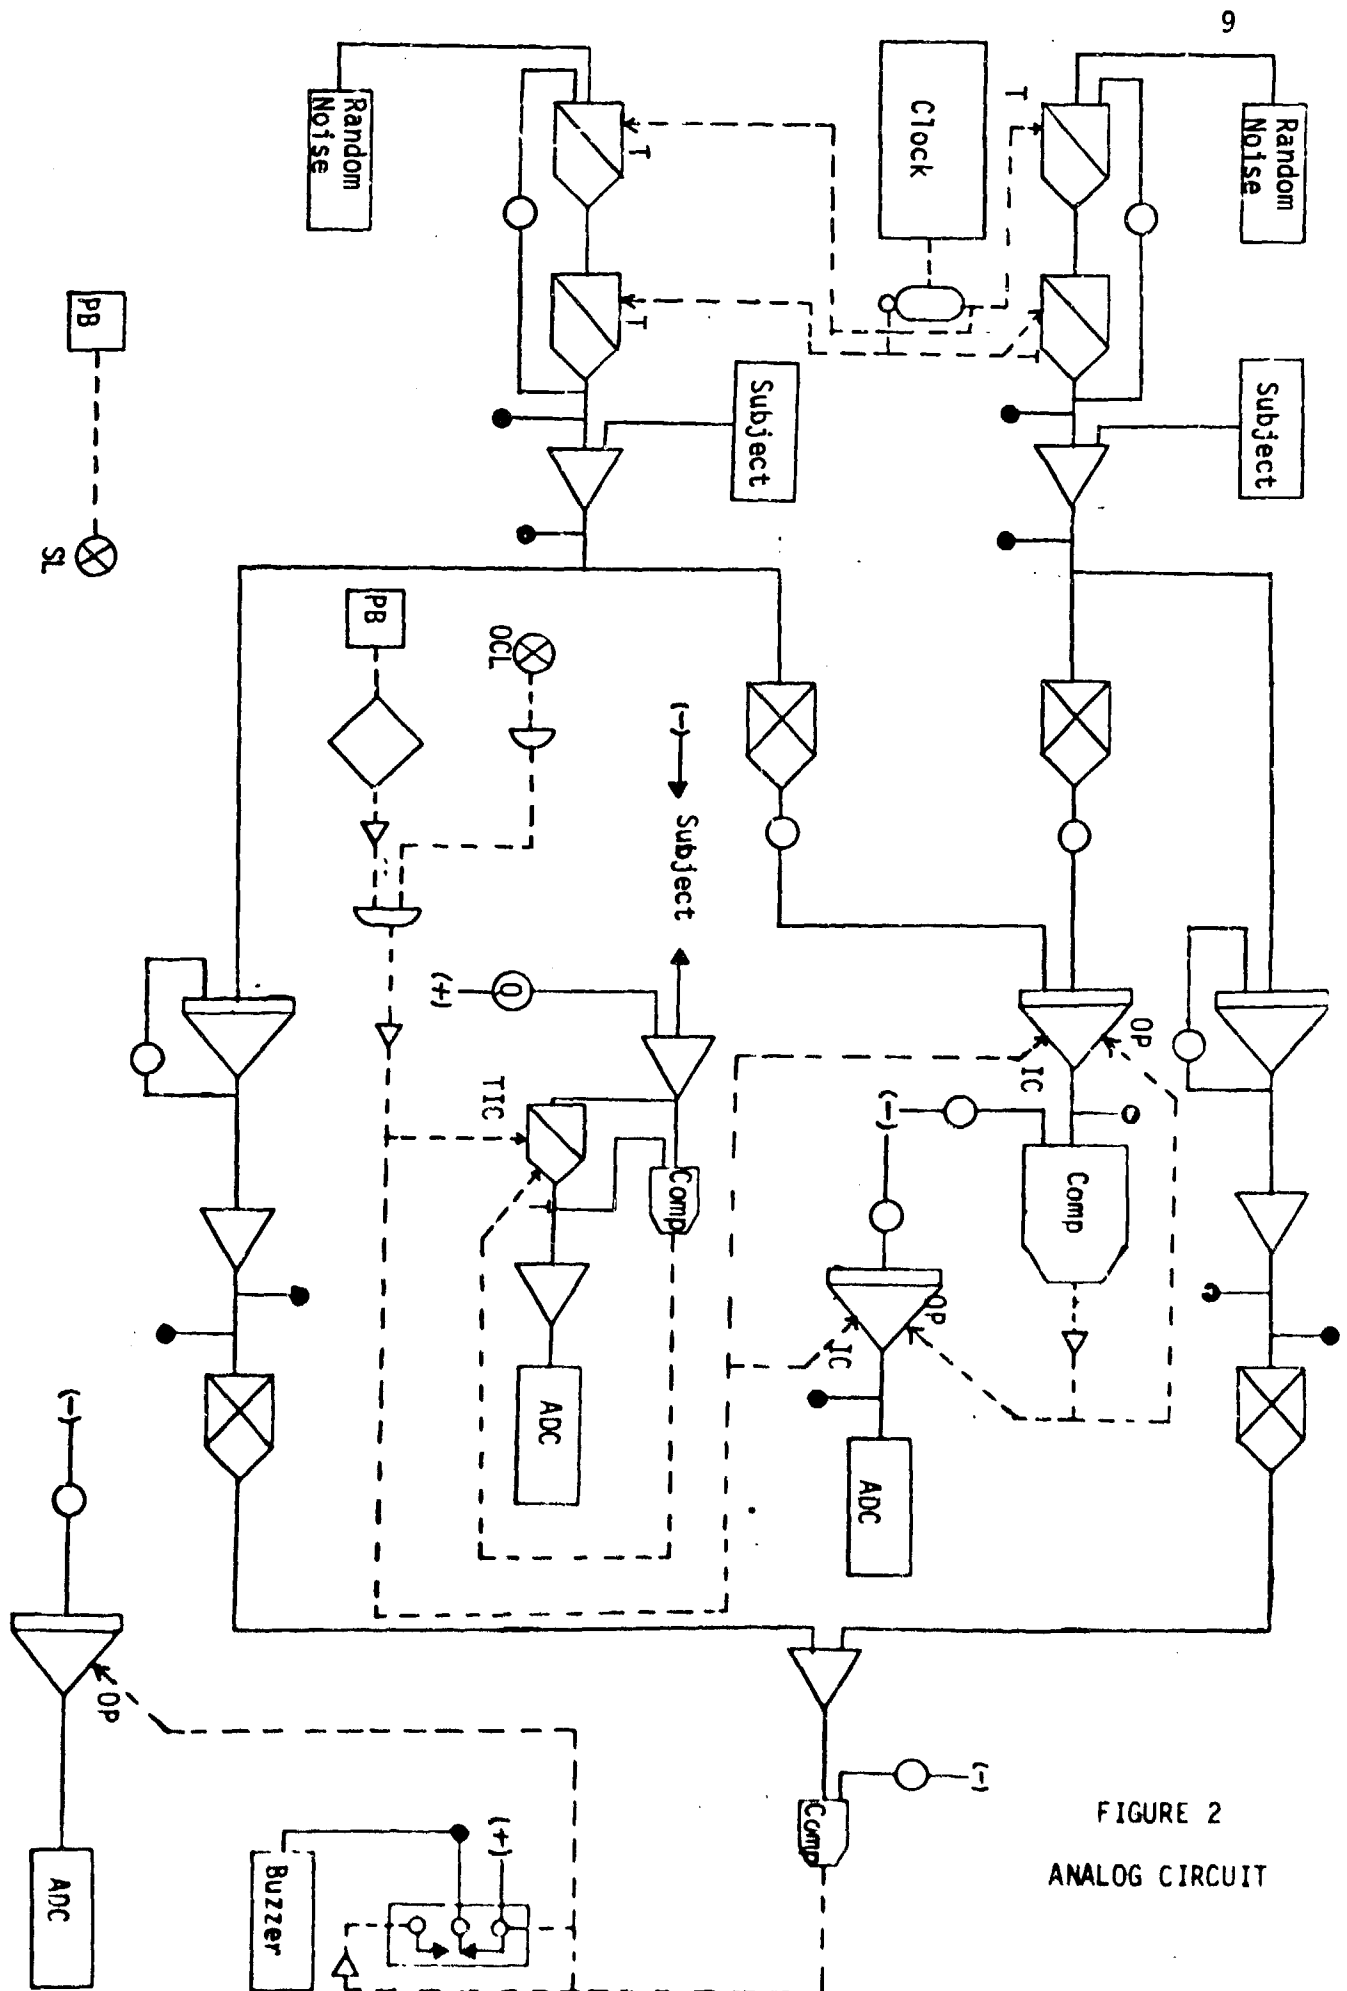 9
Random
Noise
T
Clock
T
Random
Noise
T
PB
Subject
Subject
SL
PB
OCL
(-)
Subject
(+)
Q
OP
IC
TIC
(-)
Comp
Comp
OP
IC
ADC
ADC
(-)
OP
(-)
Comp
FIGURE 2
ANALOG CIRCUIT
(+)
Buzzer
ADC